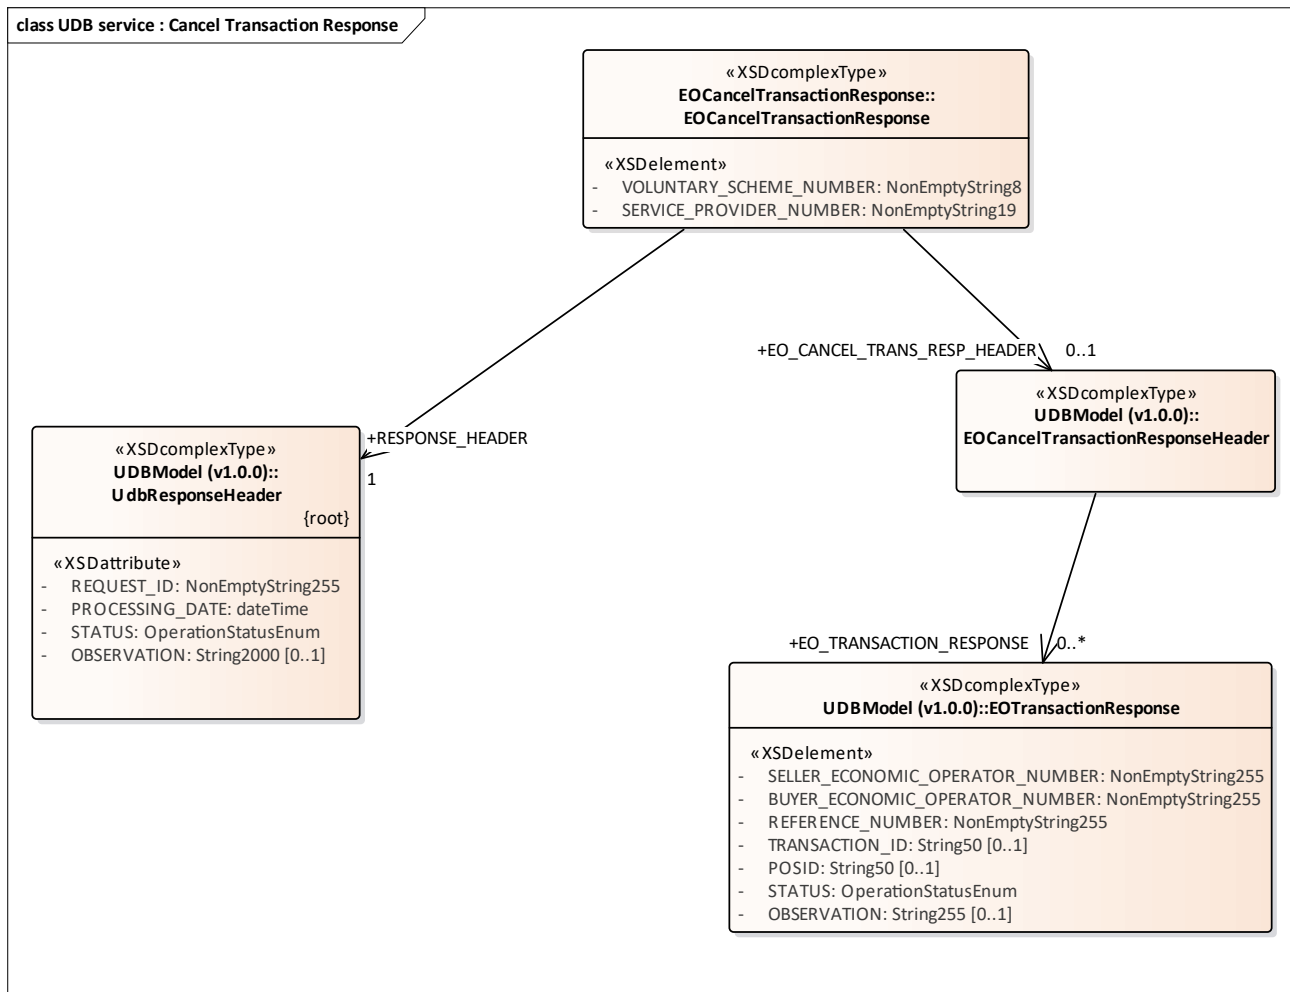 class UDB service : Cancel Transaction Response
«XSDcomplexType»
EOCancelTransactionResponse::
EOCancelTransactionResponse
«XSDelement»
- VOLUNTARY_SCHEME_NUMBER: NonEmptyString8
- SERVICE_PROVIDER_NUMBER: NonEmptyString19
+EO_CANCEL_TRANS_RESP_HEADER 0..1
«XSDcomplexType»
UDBModel (v1.0.0)::
EOCancelTransactionResponseHeader
+RESPONSE_HEADER
1
«XSDcomplexType»
UDBModel (v1.0.0)::
UdbResponseHeader
{root}
«XSDattribute»
- REQUEST_ID: NonEmptyString255
- PROCESSING_DATE: dateTime
- STATUS: OperationStatusEnum
- OBSERVATION: String2000 [0..1]
+EO_TRANSACTION_RESPONSE 0..*
«XSDcomplexType»
UDBModel (v1.0.0)::EOTransactionResponse
«XSDelement»
- SELLER_ECONOMIC_OPERATOR_NUMBER: NonEmptyString255
- BUYER_ECONOMIC_OPERATOR_NUMBER: NonEmptyString255
- REFERENCE_NUMBER: NonEmptyString255
- TRANSACTION_ID: String50 [0..1]
- POSID: String50 [0..1]
- STATUS: OperationStatusEnum
- OBSERVATION: String255 [0..1]